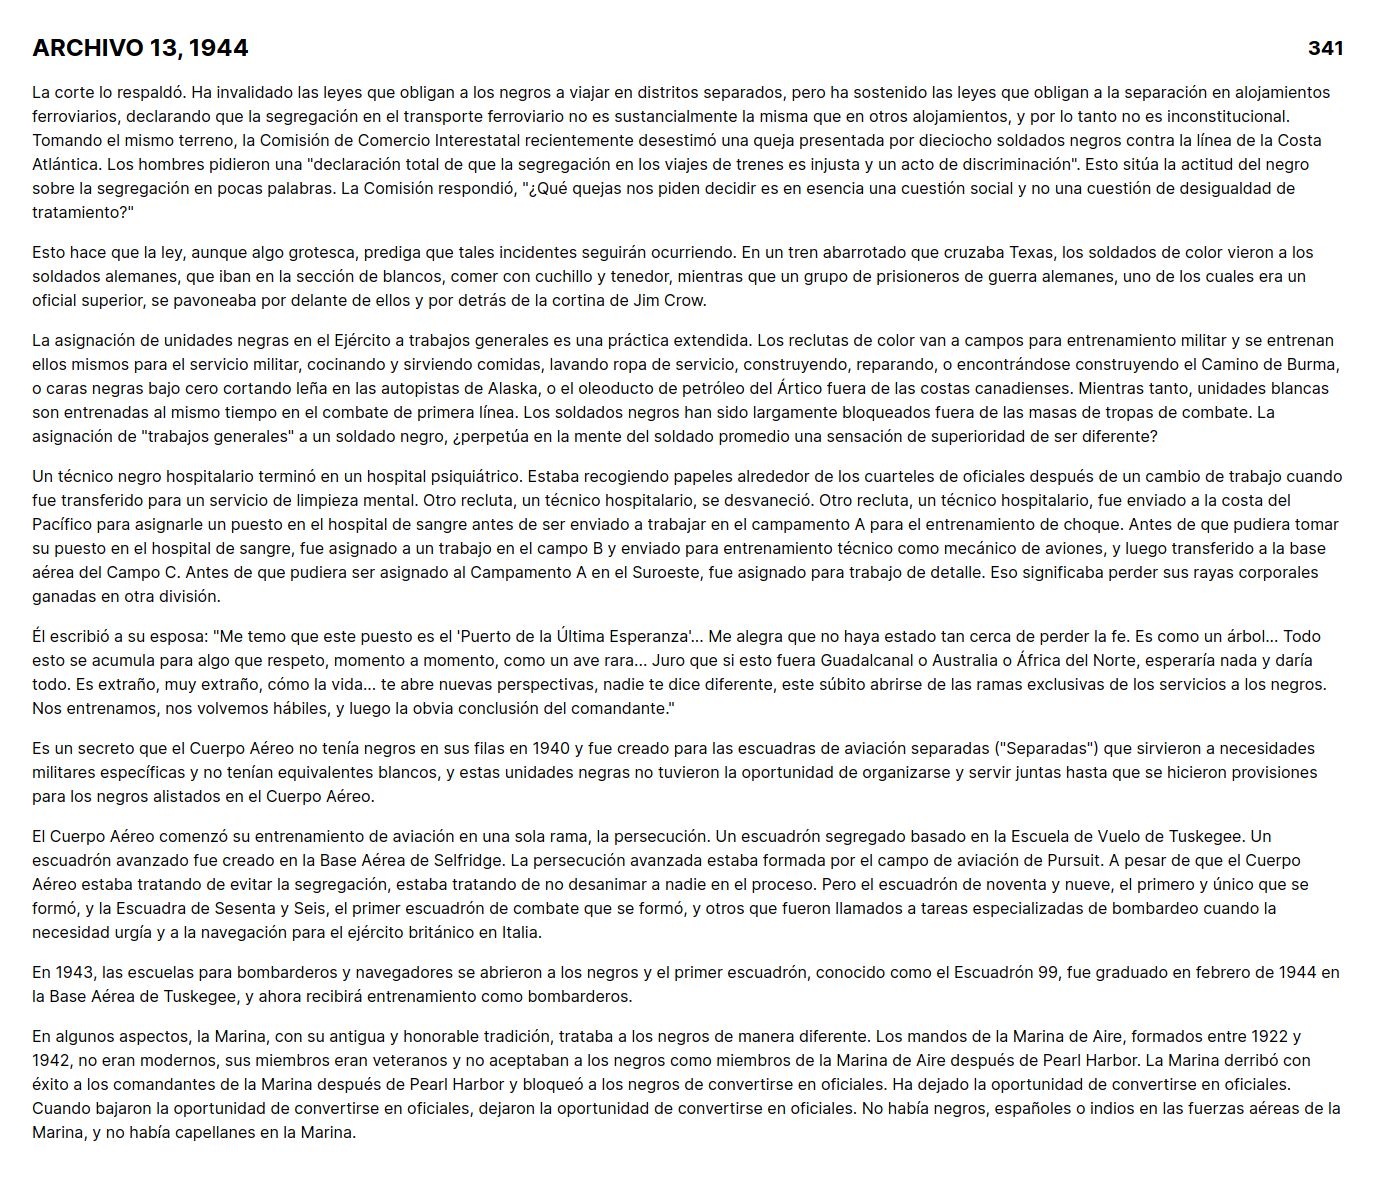 ARCHIVO 13, 1944
341
La corte lo respaldó. Ha invalidado las leyes que obligan a los negros a viajar en distritos separados, pero ha sostenido las leyes que obligan a la separación en alojamientos
ferroviarios, declarando que la segregación en el transporte ferroviario no es sustancialmente la misma que en otros alojamientos, y por lo tanto no es inconstitucional.
Tomando el mismo terreno, la Comisión de Comercio Interestatal recientemente desestimó una queja presentada por dieciocho soldados negros contra la línea de la Costa
Atlántica. Los hombres pidieron una "declaración total de que la segregación en los viajes de trenes es injusta y un acto de discriminación". Esto sitúa la actitud del negro
sobre la segregación en pocas palabras. La Comisión respondió, "¿Qué quejas nos piden decidir es en esencia una cuestión social y no una cuestión de desigualdad de
tratamiento?"
Esto hace que la ley, aunque algo grotesca, prediga que tales incidentes seguirán ocurriendo. En un tren abarrotado que cruzaba Texas, los soldados de color vieron a los
soldados alemanes, que iban en la sección de blancos, comer con cuchillo y tenedor, mientras que un grupo de prisioneros de guerra alemanes, uno de los cuales era un
oficial superior, se pavoneaba por delante de ellos y por detrás de la cortina de Jim Crow.
La asignación de unidades negras en el Ejército a trabajos generales es una práctica extendida. Los reclutas de color van a campos para entrenamiento militar y se entrenan
ellos mismos para el servicio militar, cocinando y sirviendo comidas, lavando ropa de servicio, construyendo, reparando, o encontrándose construyendo el Camino de Burma,
o caras negras bajo cero cortando leña en las autopistas de Alaska, o el oleoducto de petróleo del Ártico fuera de las costas canadienses. Mientras tanto, unidades blancas
son entrenadas al mismo tiempo en el combate de primera línea. Los soldados negros han sido largamente bloqueados fuera de las masas de tropas de combate. La
asignación de "trabajos generales" a un soldado negro, ¿perpetúa en la mente del soldado promedio una sensación de superioridad de ser diferente?
Un técnico negro hospitalario terminó en un hospital psiquiátrico. Estaba recogiendo papeles alrededor de los cuarteles de oficiales después de un cambio de trabajo cuando
fue transferido para un servicio de limpieza mental. Otro recluta, un técnico hospitalario, se desvaneció. Otro recluta, un técnico hospitalario, fue enviado a la costa del
Pacífico para asignarle un puesto en el hospital de sangre antes de ser enviado a trabajar en el campamento A para el entrenamiento de choque. Antes de que pudiera tomar
su puesto en el hospital de sangre, fue asignado a un trabajo en el campo B y enviado para entrenamiento técnico como mecánico de aviones, y luego transferido a la base
aérea del Campo C. Antes de que pudiera ser asignado al Campamento A en el Suroeste, fue asignado para trabajo de detalle. Eso significaba perder sus rayas corporales
ganadas en otra división.
Él escribió a su esposa: "Me temo que este puesto es el 'Puerto de la Última Esperanza'... Me alegra que no haya estado tan cerca de perder la fe. Es como un árbol... Todo
esto se acumula para algo que respeto, momento a momento, como un ave rara... Juro que si esto fuera Guadalcanal o Australia o África del Norte, esperaría nada y daría
todo. Es extraño, muy extraño, cómo la vida... te abre nuevas perspectivas, nadie te dice diferente, este súbito abrirse de las ramas exclusivas de los servicios a los negros.
Nos entrenamos, nos volvemos hábiles, y luego la obvia conclusión del comandante."
Es un secreto que el Cuerpo Aéreo no tenía negros en sus filas en 1940 y fue creado para las escuadras de aviación separadas ("Separadas") que sirvieron a necesidades
militares específicas y no tenían equivalentes blancos, y estas unidades negras no tuvieron la oportunidad de organizarse y servir juntas hasta que se hicieron provisiones
para los negros alistados en el Cuerpo Aéreo.
El Cuerpo Aéreo comenzó su entrenamiento de aviación en una sola rama, la persecución. Un escuadrón segregado basado en la Escuela de Vuelo de Tuskegee. Un
escuadrón avanzado fue creado en la Base Aérea de Selfridge. La persecución avanzada estaba formada por el campo de aviación de Pursuit. A pesar de que el Cuerpo
Aéreo estaba tratando de evitar la segregación, estaba tratando de no desanimar a nadie en el proceso. Pero el escuadrón de noventa y nueve, el primero y único que se
formó, y la Escuadra de Sesenta y Seis, el primer escuadrón de combate que se formó, y otros que fueron llamados a tareas especializadas de bombardeo cuando la
necesidad urgía y a la navegación para el ejército británico en Italia.
En 1943, las escuelas para bombarderos y navegadores se abrieron a los negros y el primer escuadrón, conocido como el Escuadrón 99, fue graduado en febrero de 1944 en
la Base Aérea de Tuskegee, y ahora recibirá entrenamiento como bombarderos.
En algunos aspectos, la Marina, con su antigua y honorable tradición, trataba a los negros de manera diferente. Los mandos de la Marina de Aire, formados entre 1922 y
1942, no eran modernos, sus miembros eran veteranos y no aceptaban a los negros como miembros de la Marina de Aire después de Pearl Harbor. La Marina derribó con
éxito a los comandantes de la Marina después de Pearl Harbor y bloqueó a los negros de convertirse en oficiales. Ha dejado la oportunidad de convertirse en oficiales.
Cuando bajaron la oportunidad de convertirse en oficiales, dejaron la oportunidad de convertirse en oficiales. No había negros, españoles o indios en las fuerzas aéreas de la
Marina, y no había capellanes en la Marina.